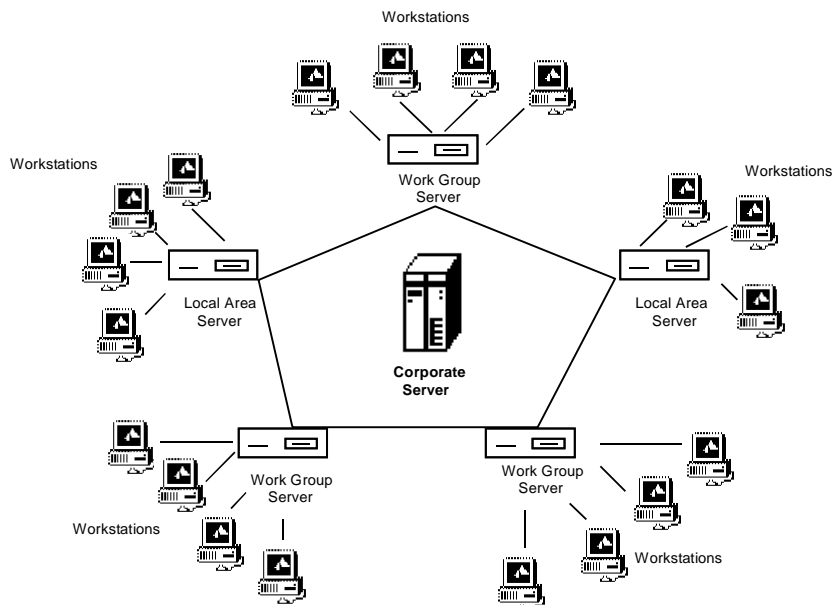 Workstations
Workstations
Work Group
Server
Workstations
Local Area
Server
Local Area
Server
Corporate
Server
Work Group
Server
Work Group
Server
Workstations
Workstations